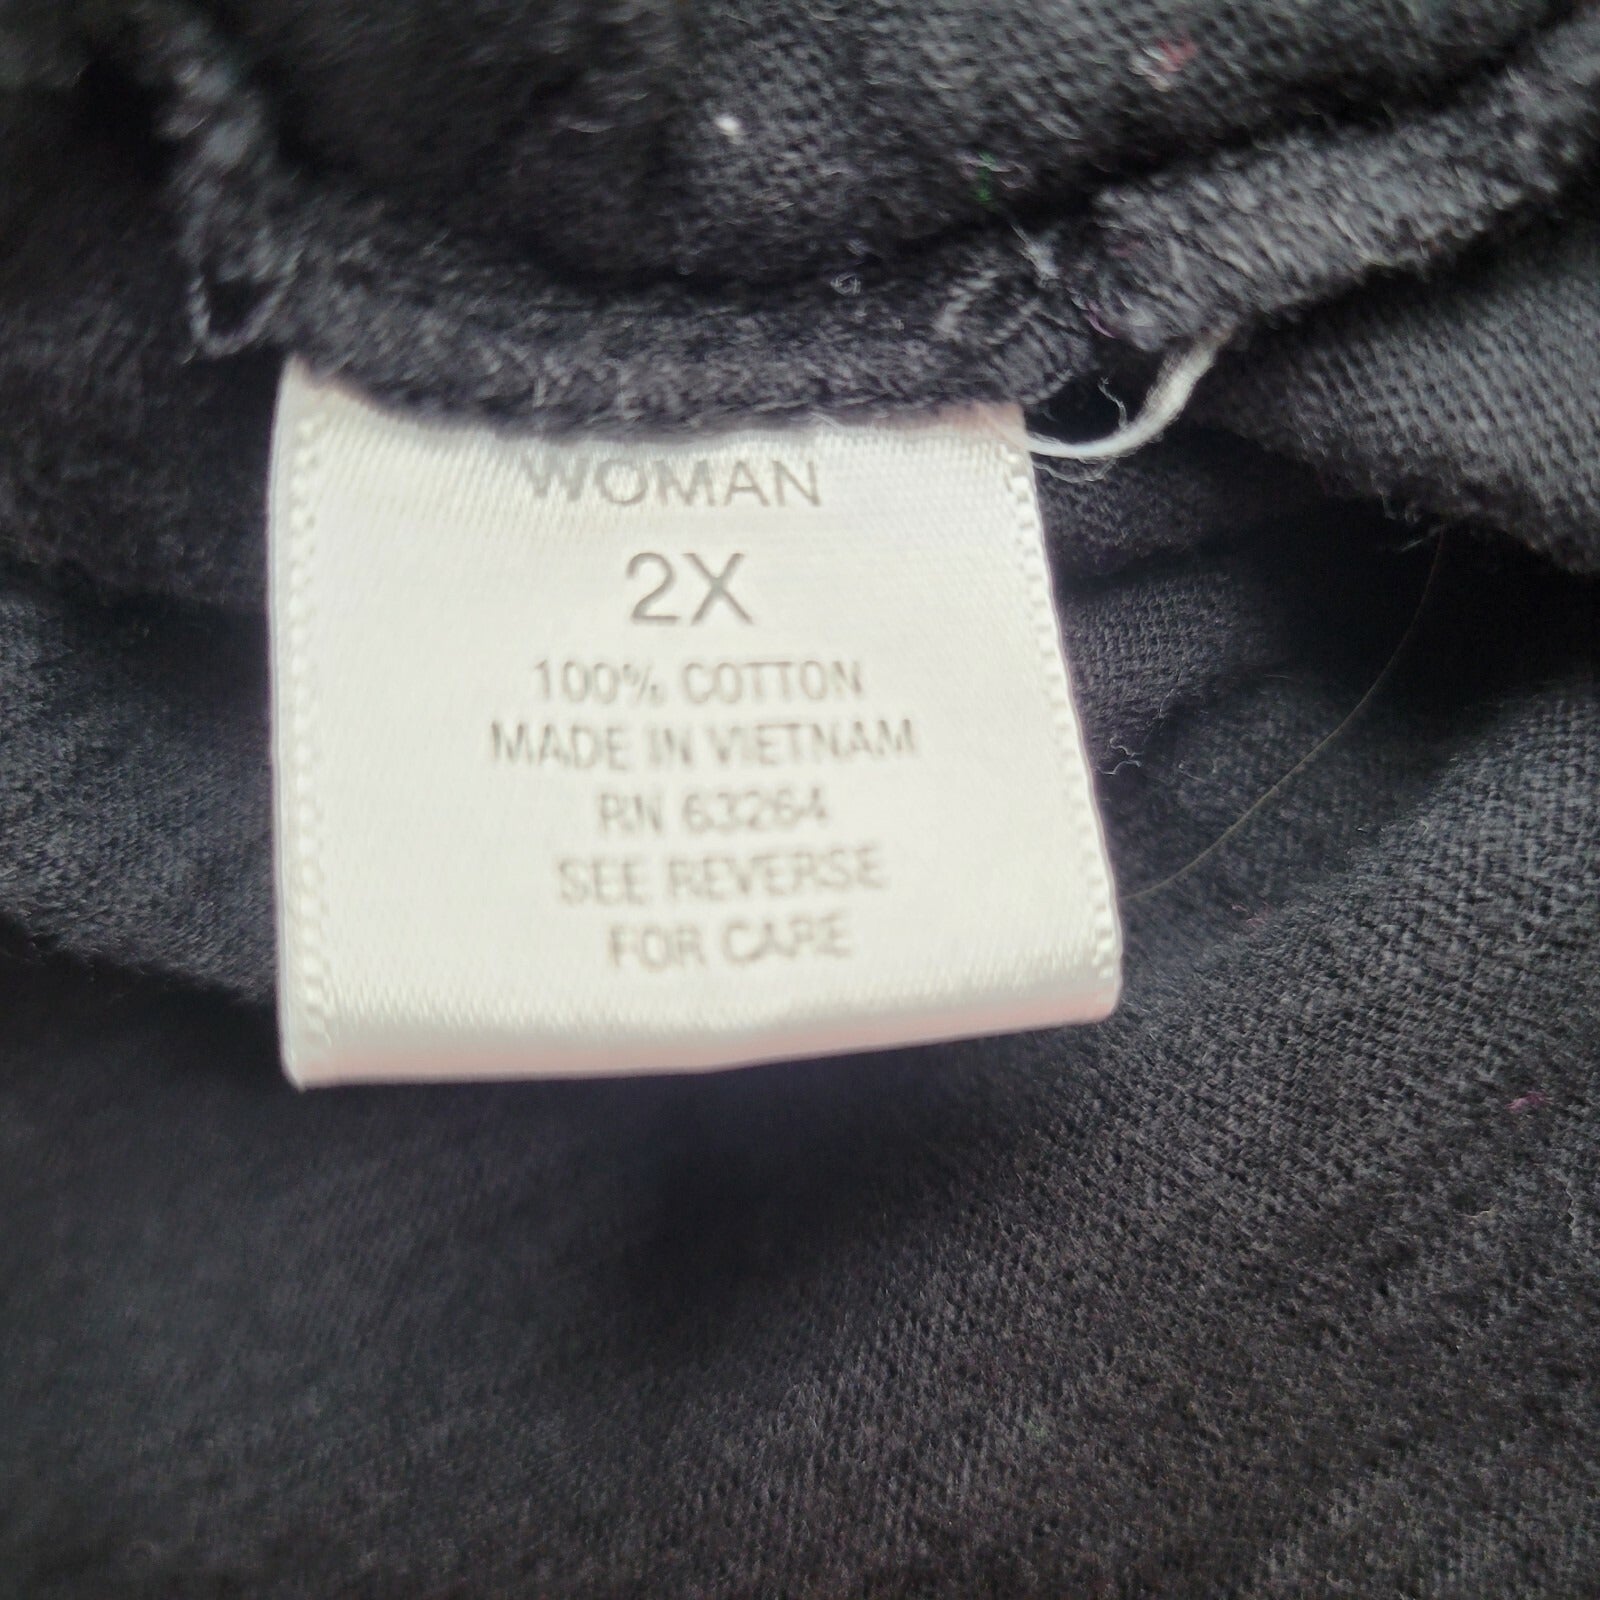 WOMAN
2X
100% COTTON
MADE IN VIETNAM
RN 63264
SEE REVERSE
FOR CARE